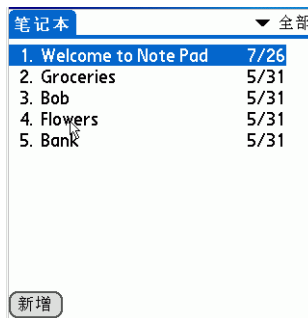 笔记本 全部
1. Welcome to Note Pad 7/26
2. Groceries 5/31
3. Bob 5/31
4. Flowers 5/31
5. Bank 5/31
新增